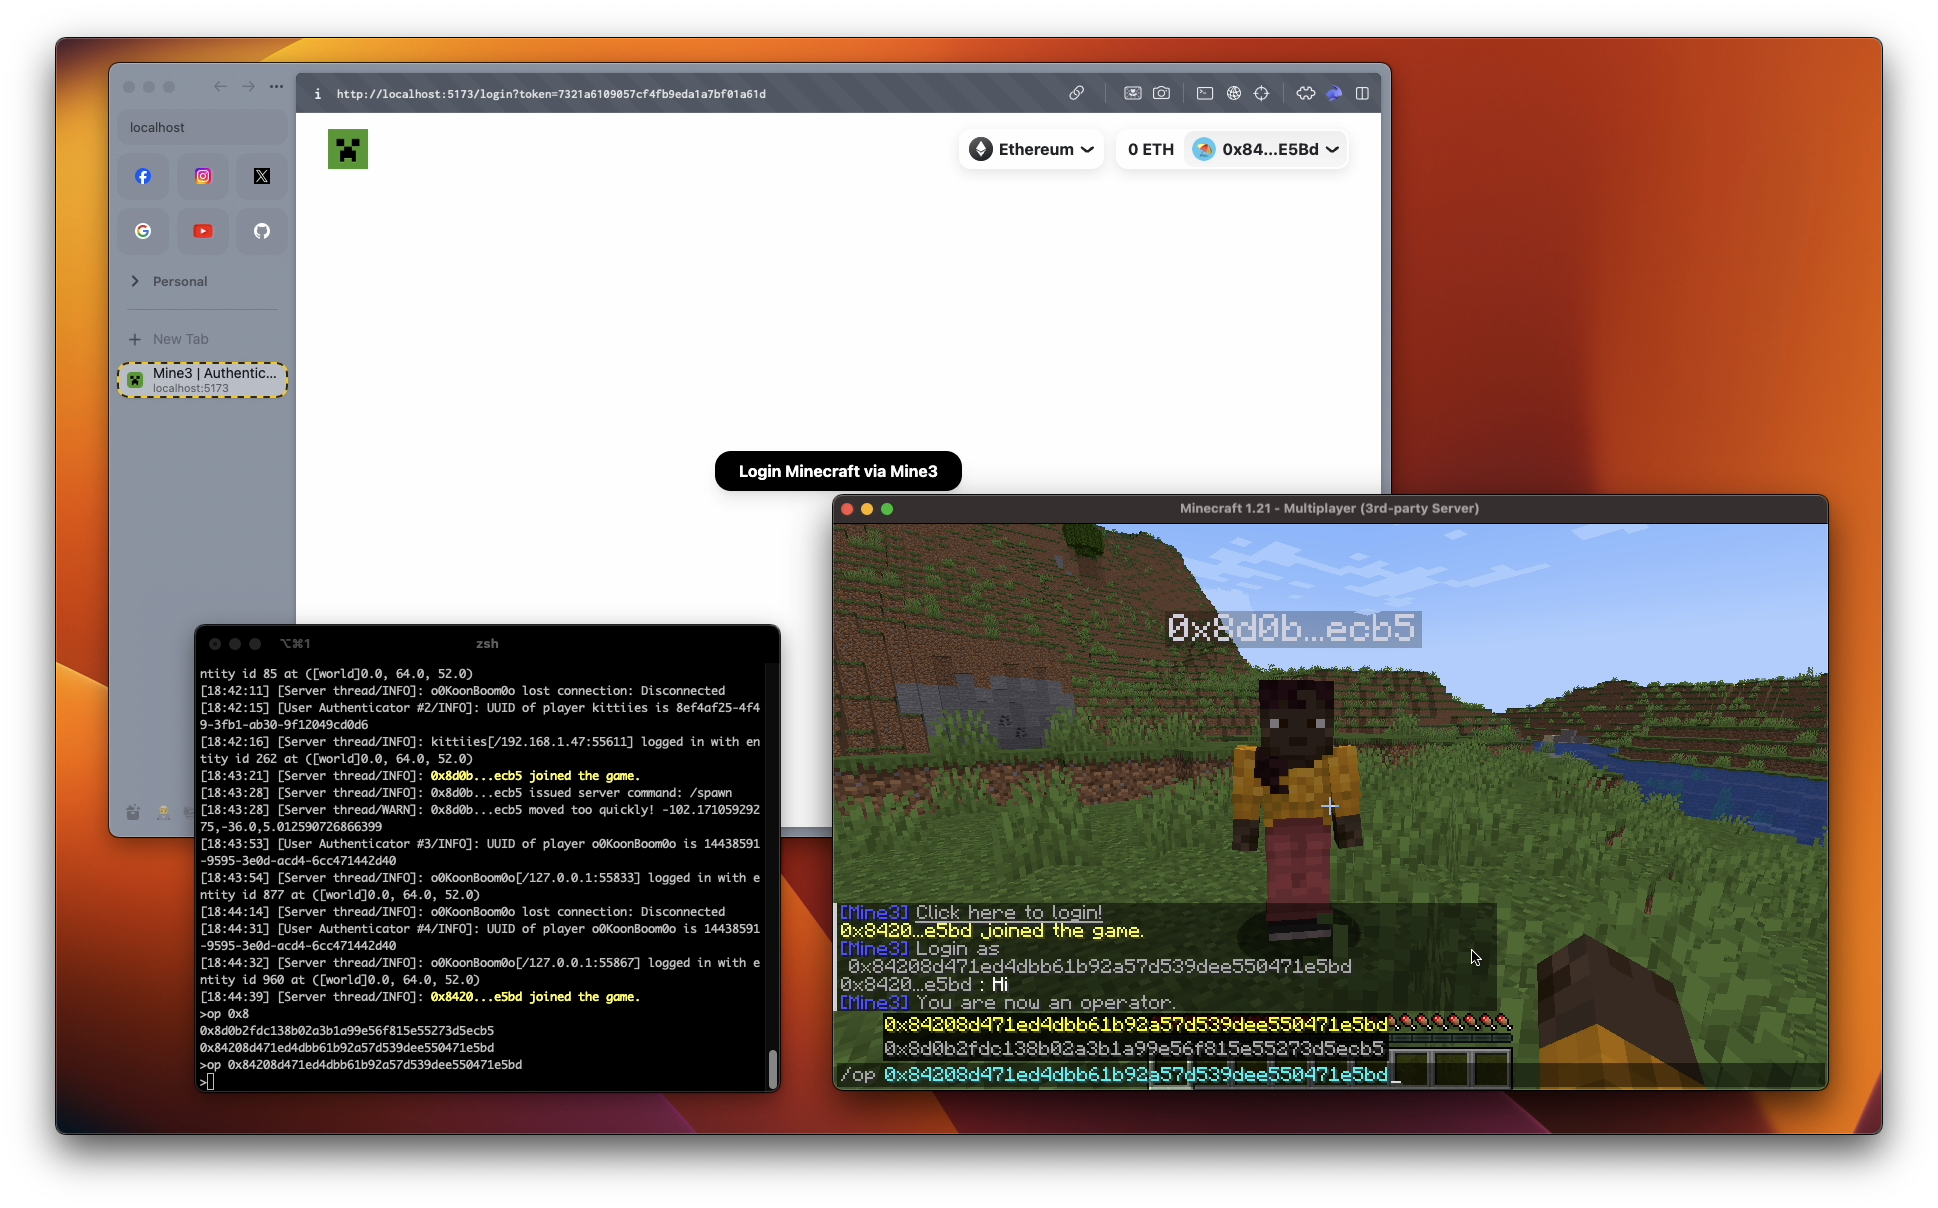 localhost
Personal
New Tab
Mine3 | Authentic...
localhost:5173
http://localhost:5173/login?token=7321a6109057cf4fb9eda1a7bf01a61d
Ethereum
0 ETH
0x84...E5Bd
Login Minecraft via Mine3
⌥⌘1
zsh
ntity id 85 at ([world]0.0, 64.0, 52.0)
[18:42:11] [Server thread/INFO]: o0KoonBoom0o lost connection: Disconnected
[18:42:15] [User Authenticator #2/INFO]: UUID of player kittiies is 8ef4af25-4f4
9-3fb1-ab30-9f12049cd0d6
[18:42:16] [Server thread/INFO]: kittiies[/192.168.1.47:55611] logged in with en
tity id 262 at ([world]0.0, 64.0, 52.0)
[18:43:21] [Server thread/INFO]: 0x8d0b...ecb5 joined the game.
[18:43:28] [Server thread/INFO]: 0x8d0b...ecb5 issued server command: /spawn
[18:43:28] [Server thread/WARN]: 0x8d0b...ecb5 moved too quickly! -102.171059292
75,-36.0,5.012590726866399
[18:43:53] [User Authenticator #3/INFO]: UUID of player o0KoonBoom0o is 14438591
-9595-3e0d-acd4-6cc471442d40
[18:43:54] [Server thread/INFO]: o0KoonBoom0o[/127.0.0.1:55833] logged in with e
ntity id 877 at ([world]0.0, 64.0, 52.0)
[18:44:14] [Server thread/INFO]: o0KoonBoom0o lost connection: Disconnected
[18:44:31] [User Authenticator #4/INFO]: UUID of player o0KoonBoom0o is 14438591
-9595-3e0d-acd4-6cc471442d40
[18:44:32] [Server thread/INFO]: o0KoonBoom0o[/127.0.0.1:55867] logged in with e
ntity id 960 at ([world]0.0, 64.0, 52.0)
[18:44:39] [Server thread/INFO]: 0x8420...e5bd joined the game.
>op 0x8
0x8d0b2fdc138b02a3b1a99e56f815e55273d5ecb5
0x84208d471ed4dbb61b92a57d539dee550471e5bd
>op 0x84208d471ed4dbb61b92a57d539dee550471e5bd
>
Minecraft 1.21 - Multiplayer (3rd-party Server)
0x8d0b...ecb5
[Mine3] Click here to login!
0x8420...e5bd joined the game.
[Mine3] Login as
0x84208d471ed4dbb61b92a57d539dee550471e5bd
0x8420...e5bd : Hi
[Mine3] You are now an operator.
0x84208d471ed4dbb61b92a57d539dee550471e5bd
0x8d0b2fdc138b02a3b1a99e56f815e55273d5ecb5
/op 0x84208d471ed4dbb61b92a57d539dee550471e5bd_